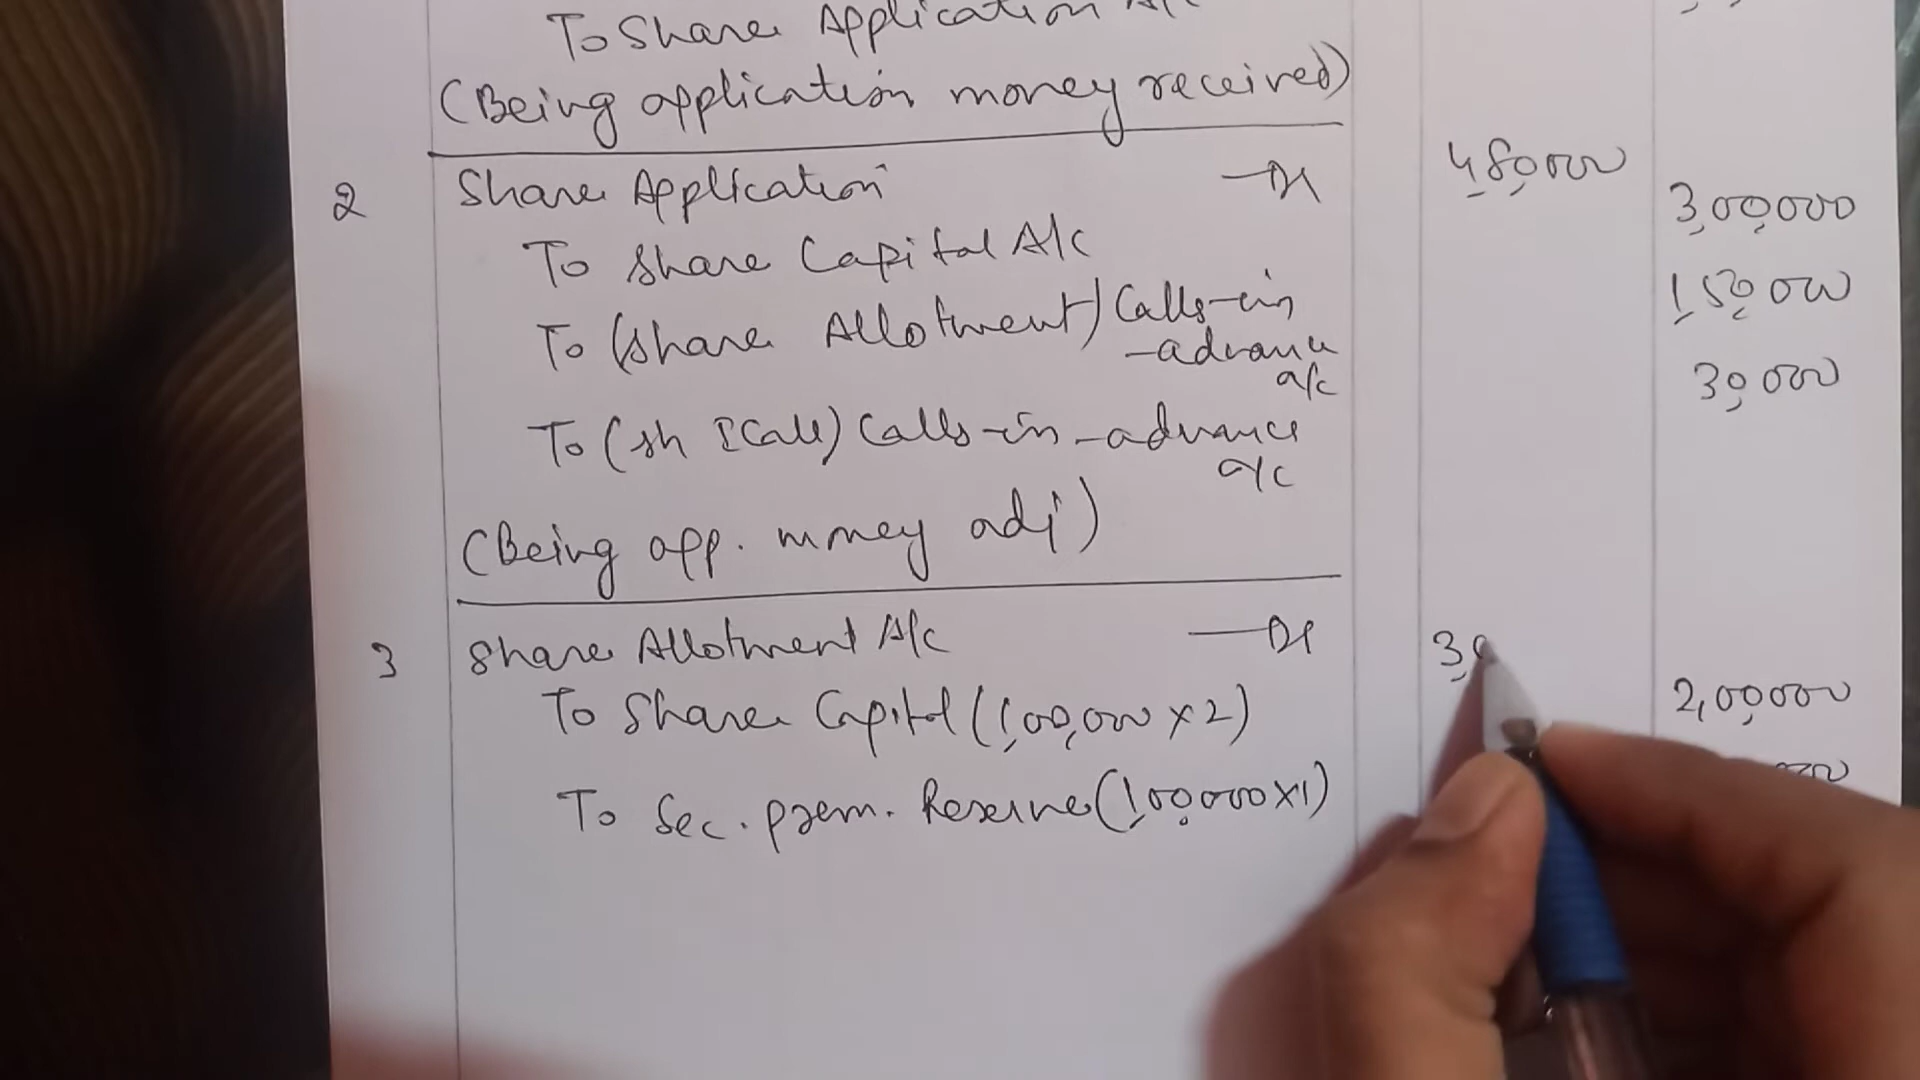 To Share Application A/c
(Being application money received)
2 Share Application —Dr 4,80,000
3,00,000
To Share Capital A/c
To (Share Allotment) Calls-in 1,50,000
-advance
a/c 30,000
To (sh I Call) Calls-in-advance
a/c
(Being app. money adj)
3 Share Allotment A/c —Dr 3,0
To Share Capital (1,00,000 x 2) 2,00,000
To Sec. prem. Reserve (1,00,000 x 1)